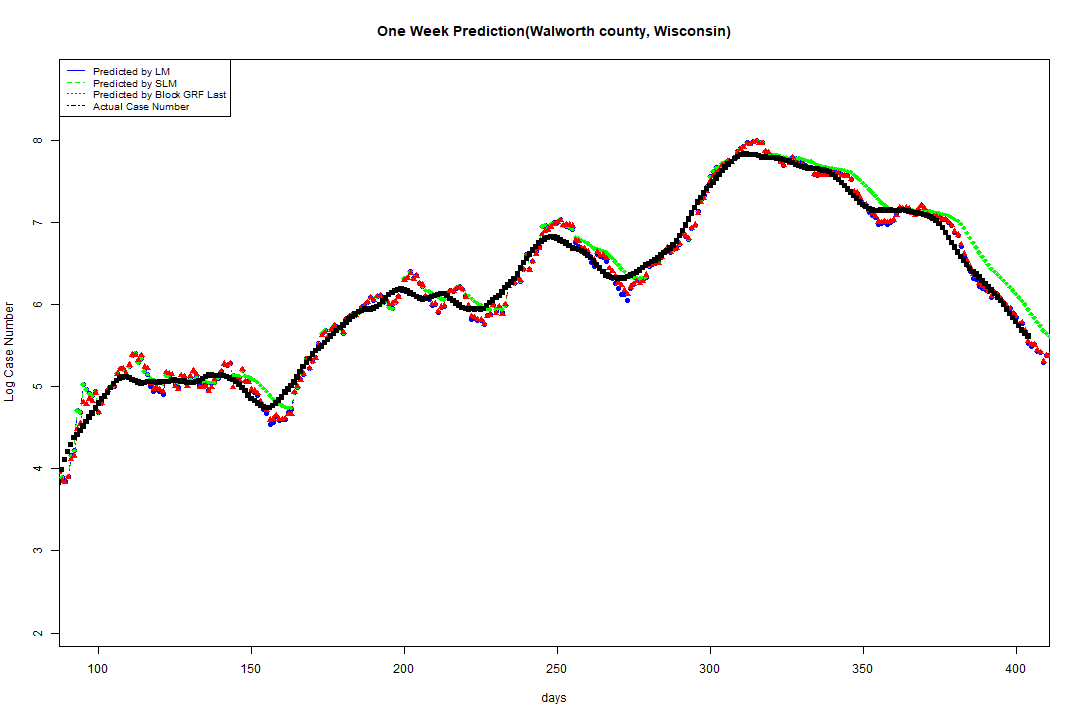 One Week Prediction(Walworth county, Wisconsin)
Predicted by LM
Predicted by SLM
Predicted by Block GRF Last
Actual Case Number
8
7
6
5
4
3
2
Log Case Number
100 150 200 250 300 350 400
days